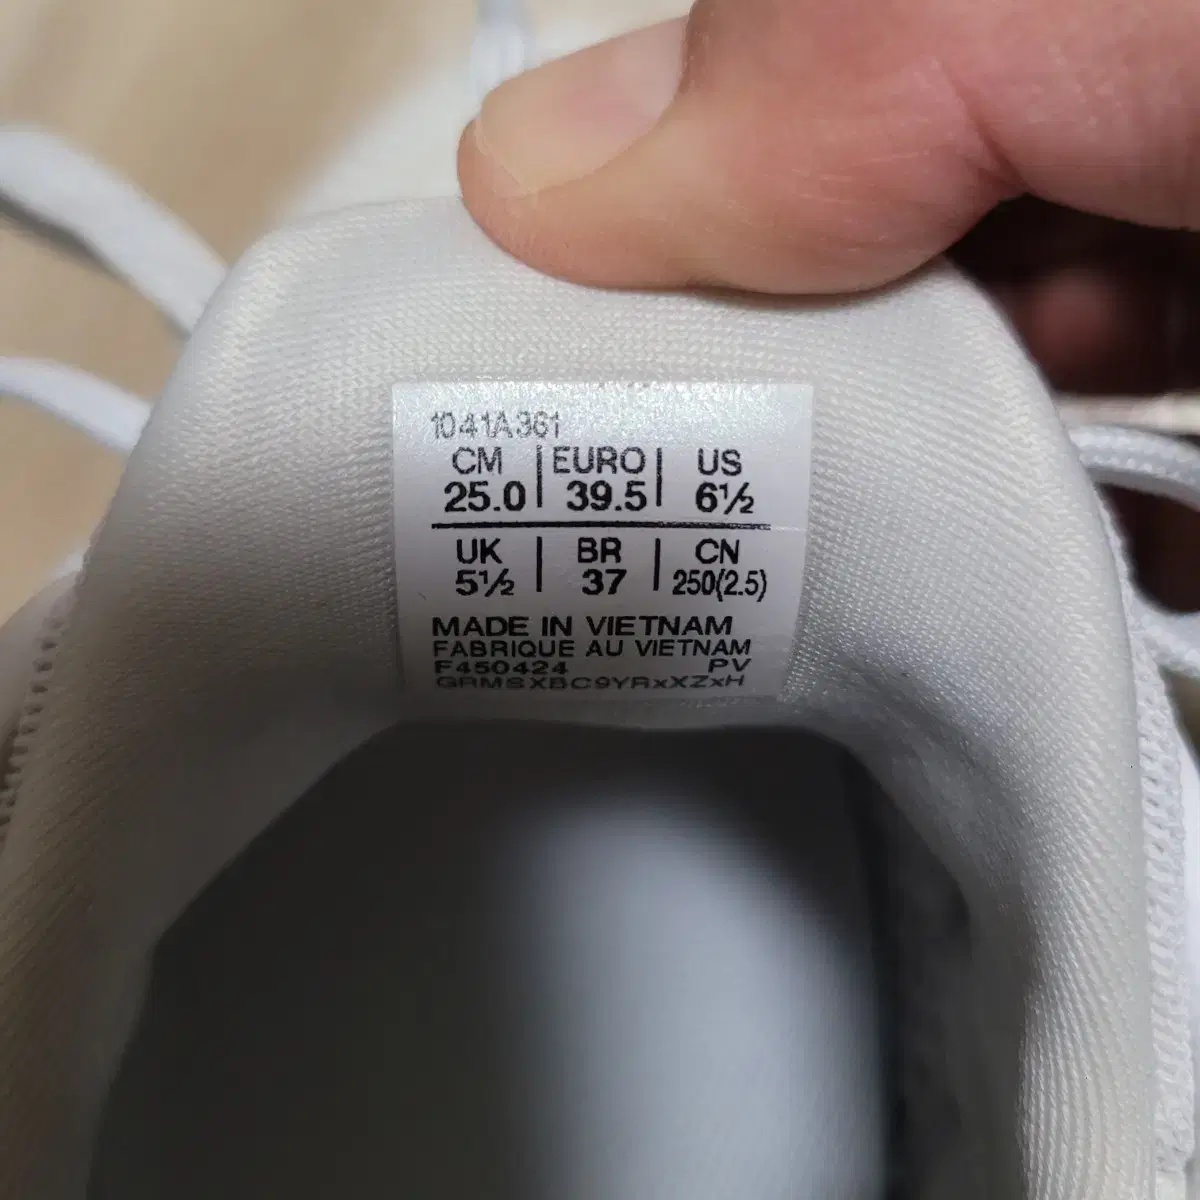 1041A361
CM | EURO | US
25.0 | 39.5 | 6½
UK | BR | CN
5½ | 37 | 250(2.5)
MADE IN VIETNAM
FABRIQUE AU VIETNAM
F450424 PV
GRMSXBC9YRxXZxH